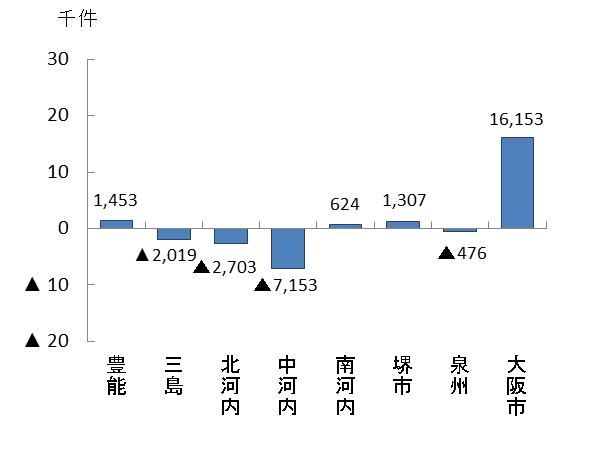 千件
30
20
10
0
▲ 10
▲ 20
1,453
▲ 2,019
▲ 2,703
▲ 7,153
624
1,307
▲ 476
16,153
豊能
三島
北河内
中河内
南河内
堺市
泉州
大阪市